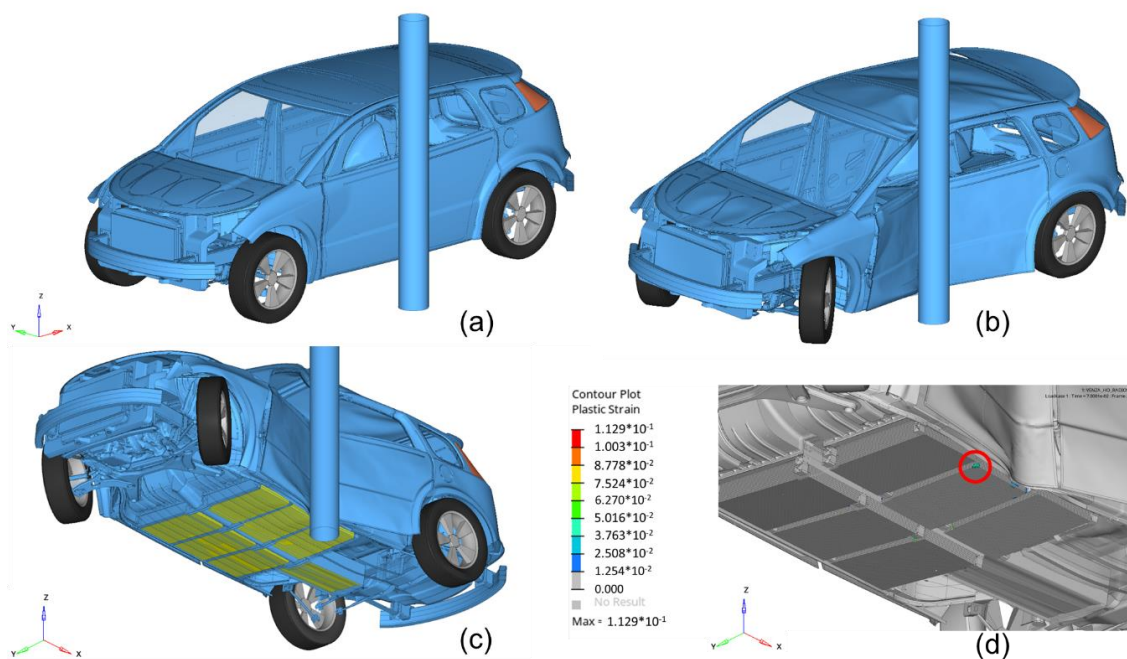 Z
Y
X
(a)
(b)
Z
Y
X
(c)
Contour Plot
Plastic Strain
1.129*10⁻¹
1.003*10⁻¹
8.778*10⁻²
7.524*10⁻²
6.270*10⁻²
5.016*10⁻²
3.763*10⁻²
2.508*10⁻²
1.254*10⁻²
0.000
No Result
Max = 1.129*10⁻¹
Z
Y
X
(d)